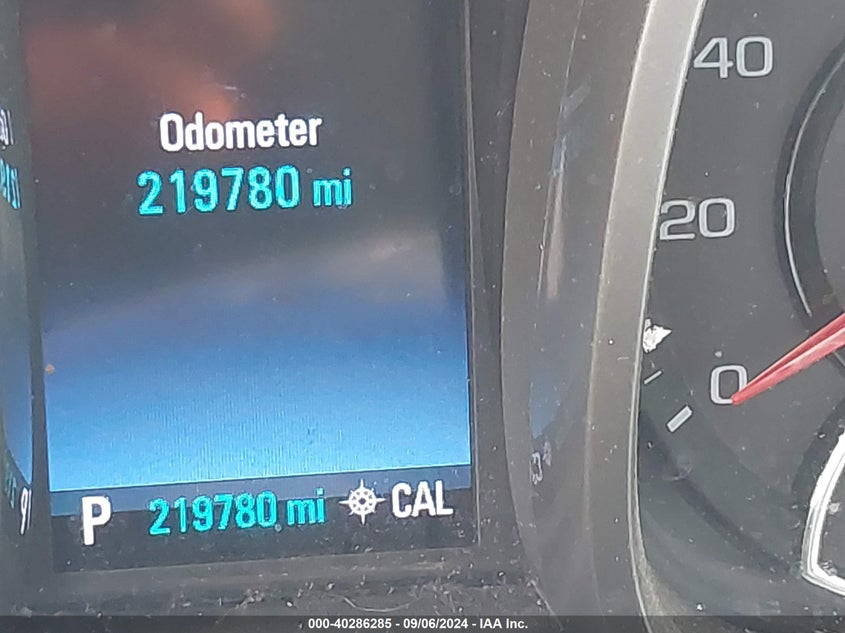 Odometer
219780 mi
P 219780 mi CAL
40
20
0
000-40286285 - 09/06/2024 - IAA Inc.